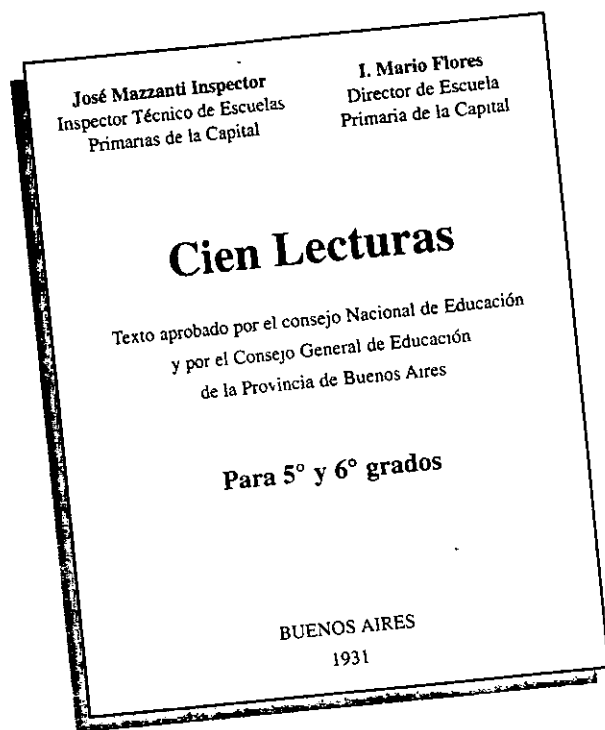 José Mazzanti Inspector
Inspector Técnico de Escuelas
Primarias de la Capital
I. Mario Flores
Director de Escuela
Primaria de la Capital
Cien Lecturas
Texto aprobado por el consejo Nacional de Educación
y por el Consejo General de Educación
de la Provincia de Buenos Aires
Para 5° y 6° grados
BUENOS AIRES
1931